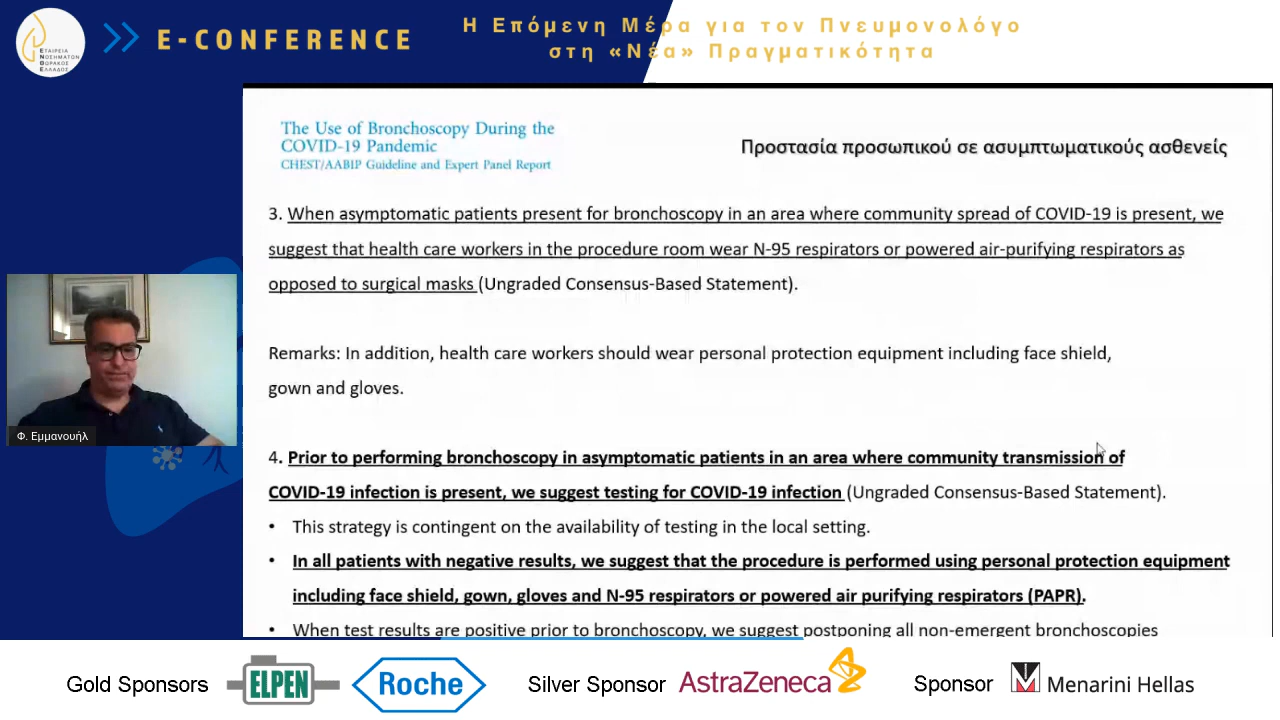 ΕΤΑΙΡΕΙΑ
ΝΟΣΗΜΑΤΩΝ
ΘΩΡΑΚΟΣ
ΕΛΛΑΔΟΣ
E-CONFERENCE
Η Επόμενη Μέρα για τον Πνευμονολόγο
στη «Νέα» Πραγματικότητα
The Use of Bronchoscopy During the
COVID-19 Pandemic
CHEST/AABIP Guideline and Expert Panel Report
Προστασία προσωπικού σε ασυμπτωματικούς ασθενείς
3. When asymptomatic patients present for bronchoscopy in an area where community spread of COVID-19 is present, we
suggest that health care workers in the procedure room wear N-95 respirators or powered air-purifying respirators as
opposed to surgical masks (Ungraded Consensus-Based Statement).
Remarks: In addition, health care workers should wear personal protection equipment including face shield,
gown and gloves.
4. Prior to performing bronchoscopy in asymptomatic patients in an area where community transmission of
COVID-19 infection is present, we suggest testing for COVID-19 infection (Ungraded Consensus-Based Statement).
• This strategy is contingent on the availability of testing in the local setting.
• In all patients with negative results, we suggest that the procedure is performed using personal protection equipment
including face shield, gown, gloves and N-95 respirators or powered air purifying respirators (PAPR).
• When test results are positive prior to bronchoscopy, we suggest postponing all non-emergent bronchoscopies
Φ. Εμμανουήλ
Gold Sponsors
ELPEN
Roche
Silver Sponsor
AstraZeneca
Sponsor
Menarini Hellas